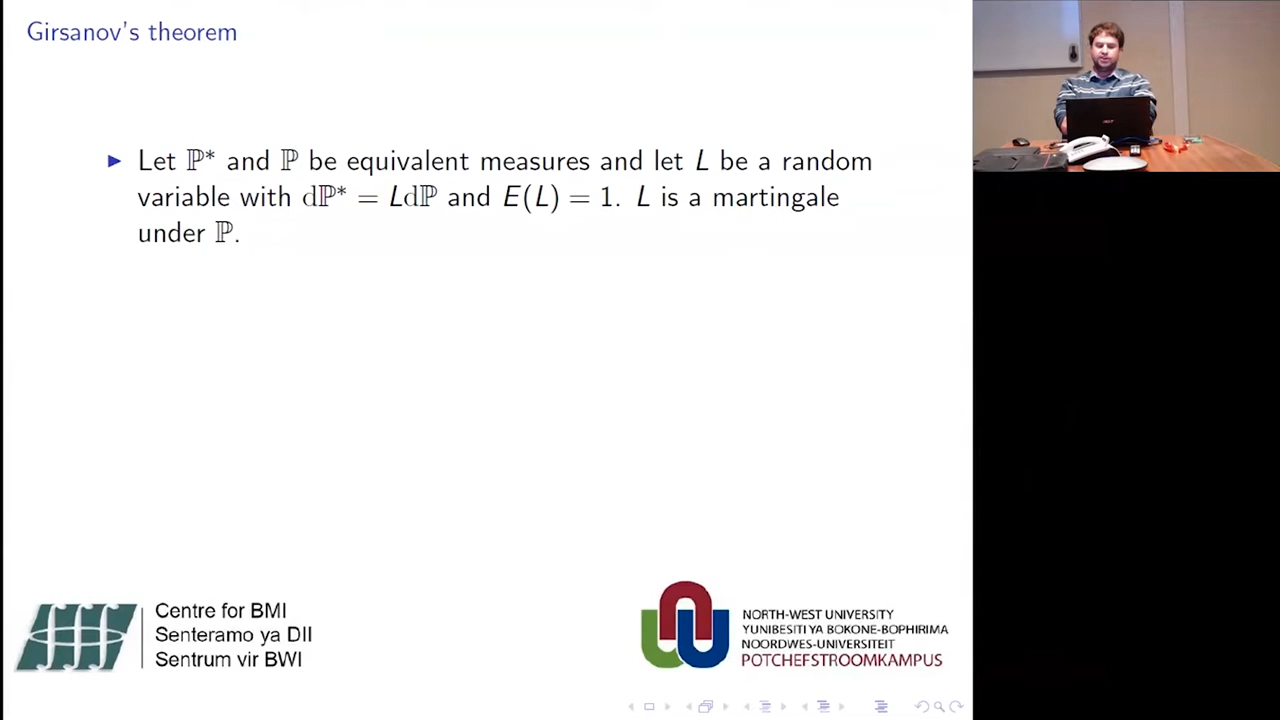 Girsanov's theorem
► Let ℙ* and ℙ be equivalent measures and let L be a random
variable with dℙ* = Ldℙ and E(L) = 1. L is a martingale
under ℙ.
Centre for BMI
Senteramo ya DII
Sentrum vir BWI
NORTH-WEST UNIVERSITY
YUNIBESITI YA BOKONE-BOPHIRIMA
NOORDWES-UNIVERSITEIT
POTCHEFSTROOMKAMPUS